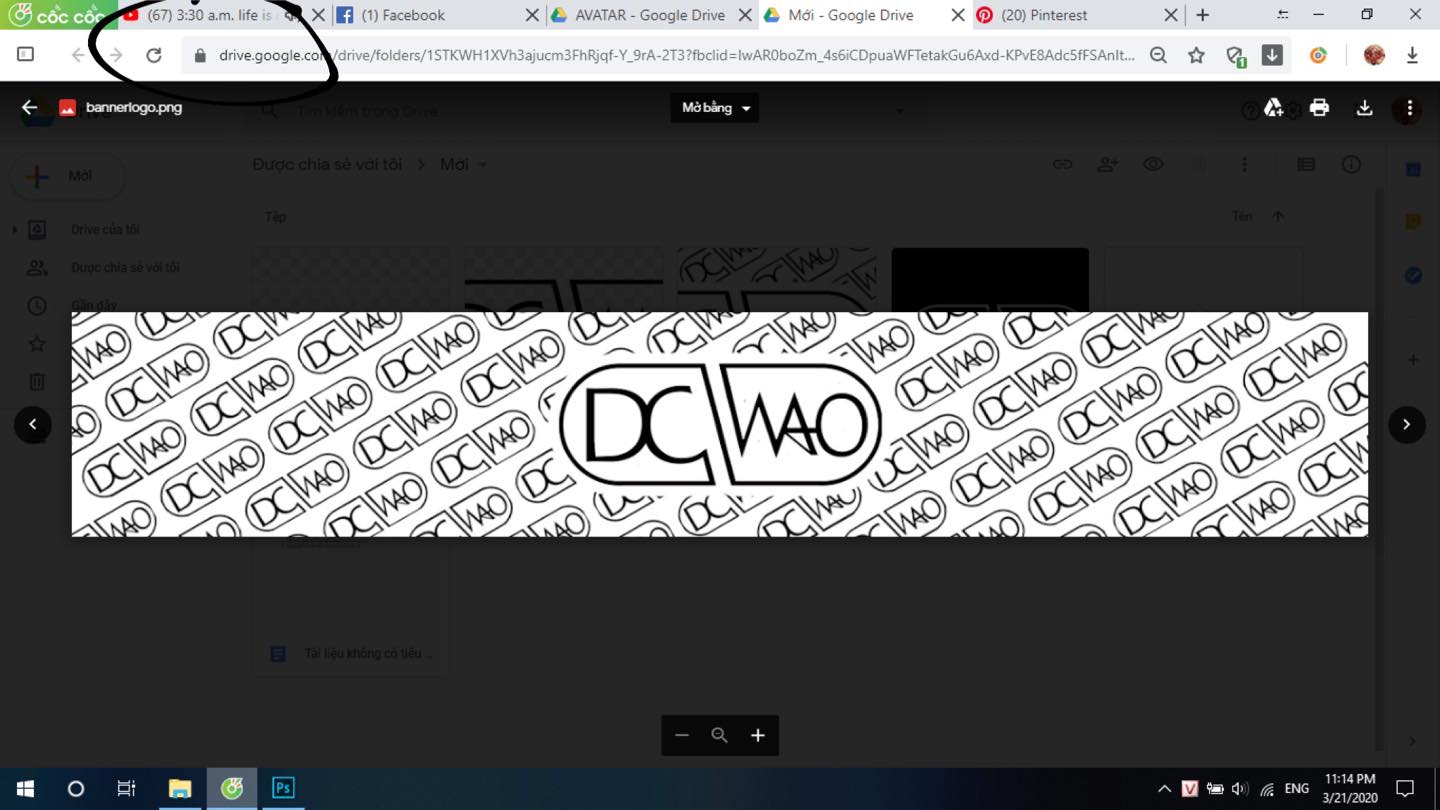 cốc cốc
(67) 3:30 a.m. life is
(1) Facebook
AVATAR - Google Drive
Mới - Google Drive
(20) Pinterest
drive.google.com/drive/folders/1STKWH1XVh3ajucm3FhRjqf-Y_9rA-2T3?fbclid=IwAR0boZm_4s6iCDpuaWFTetakGu6Axd-KPvE8Adc5fFSAnIt...
1
bannerlogo.png
Tìm kiếm trong Drive
Mở bằng
Mới
Được chia sẻ với tôi > Mới
Tệp
Tên
Drive của tôi
Được chia sẻ với tôi
Gần đây
DC WAO
Tài liệu không có tiêu ...
Ps
V
ENG
11:14 PM
3/21/2020